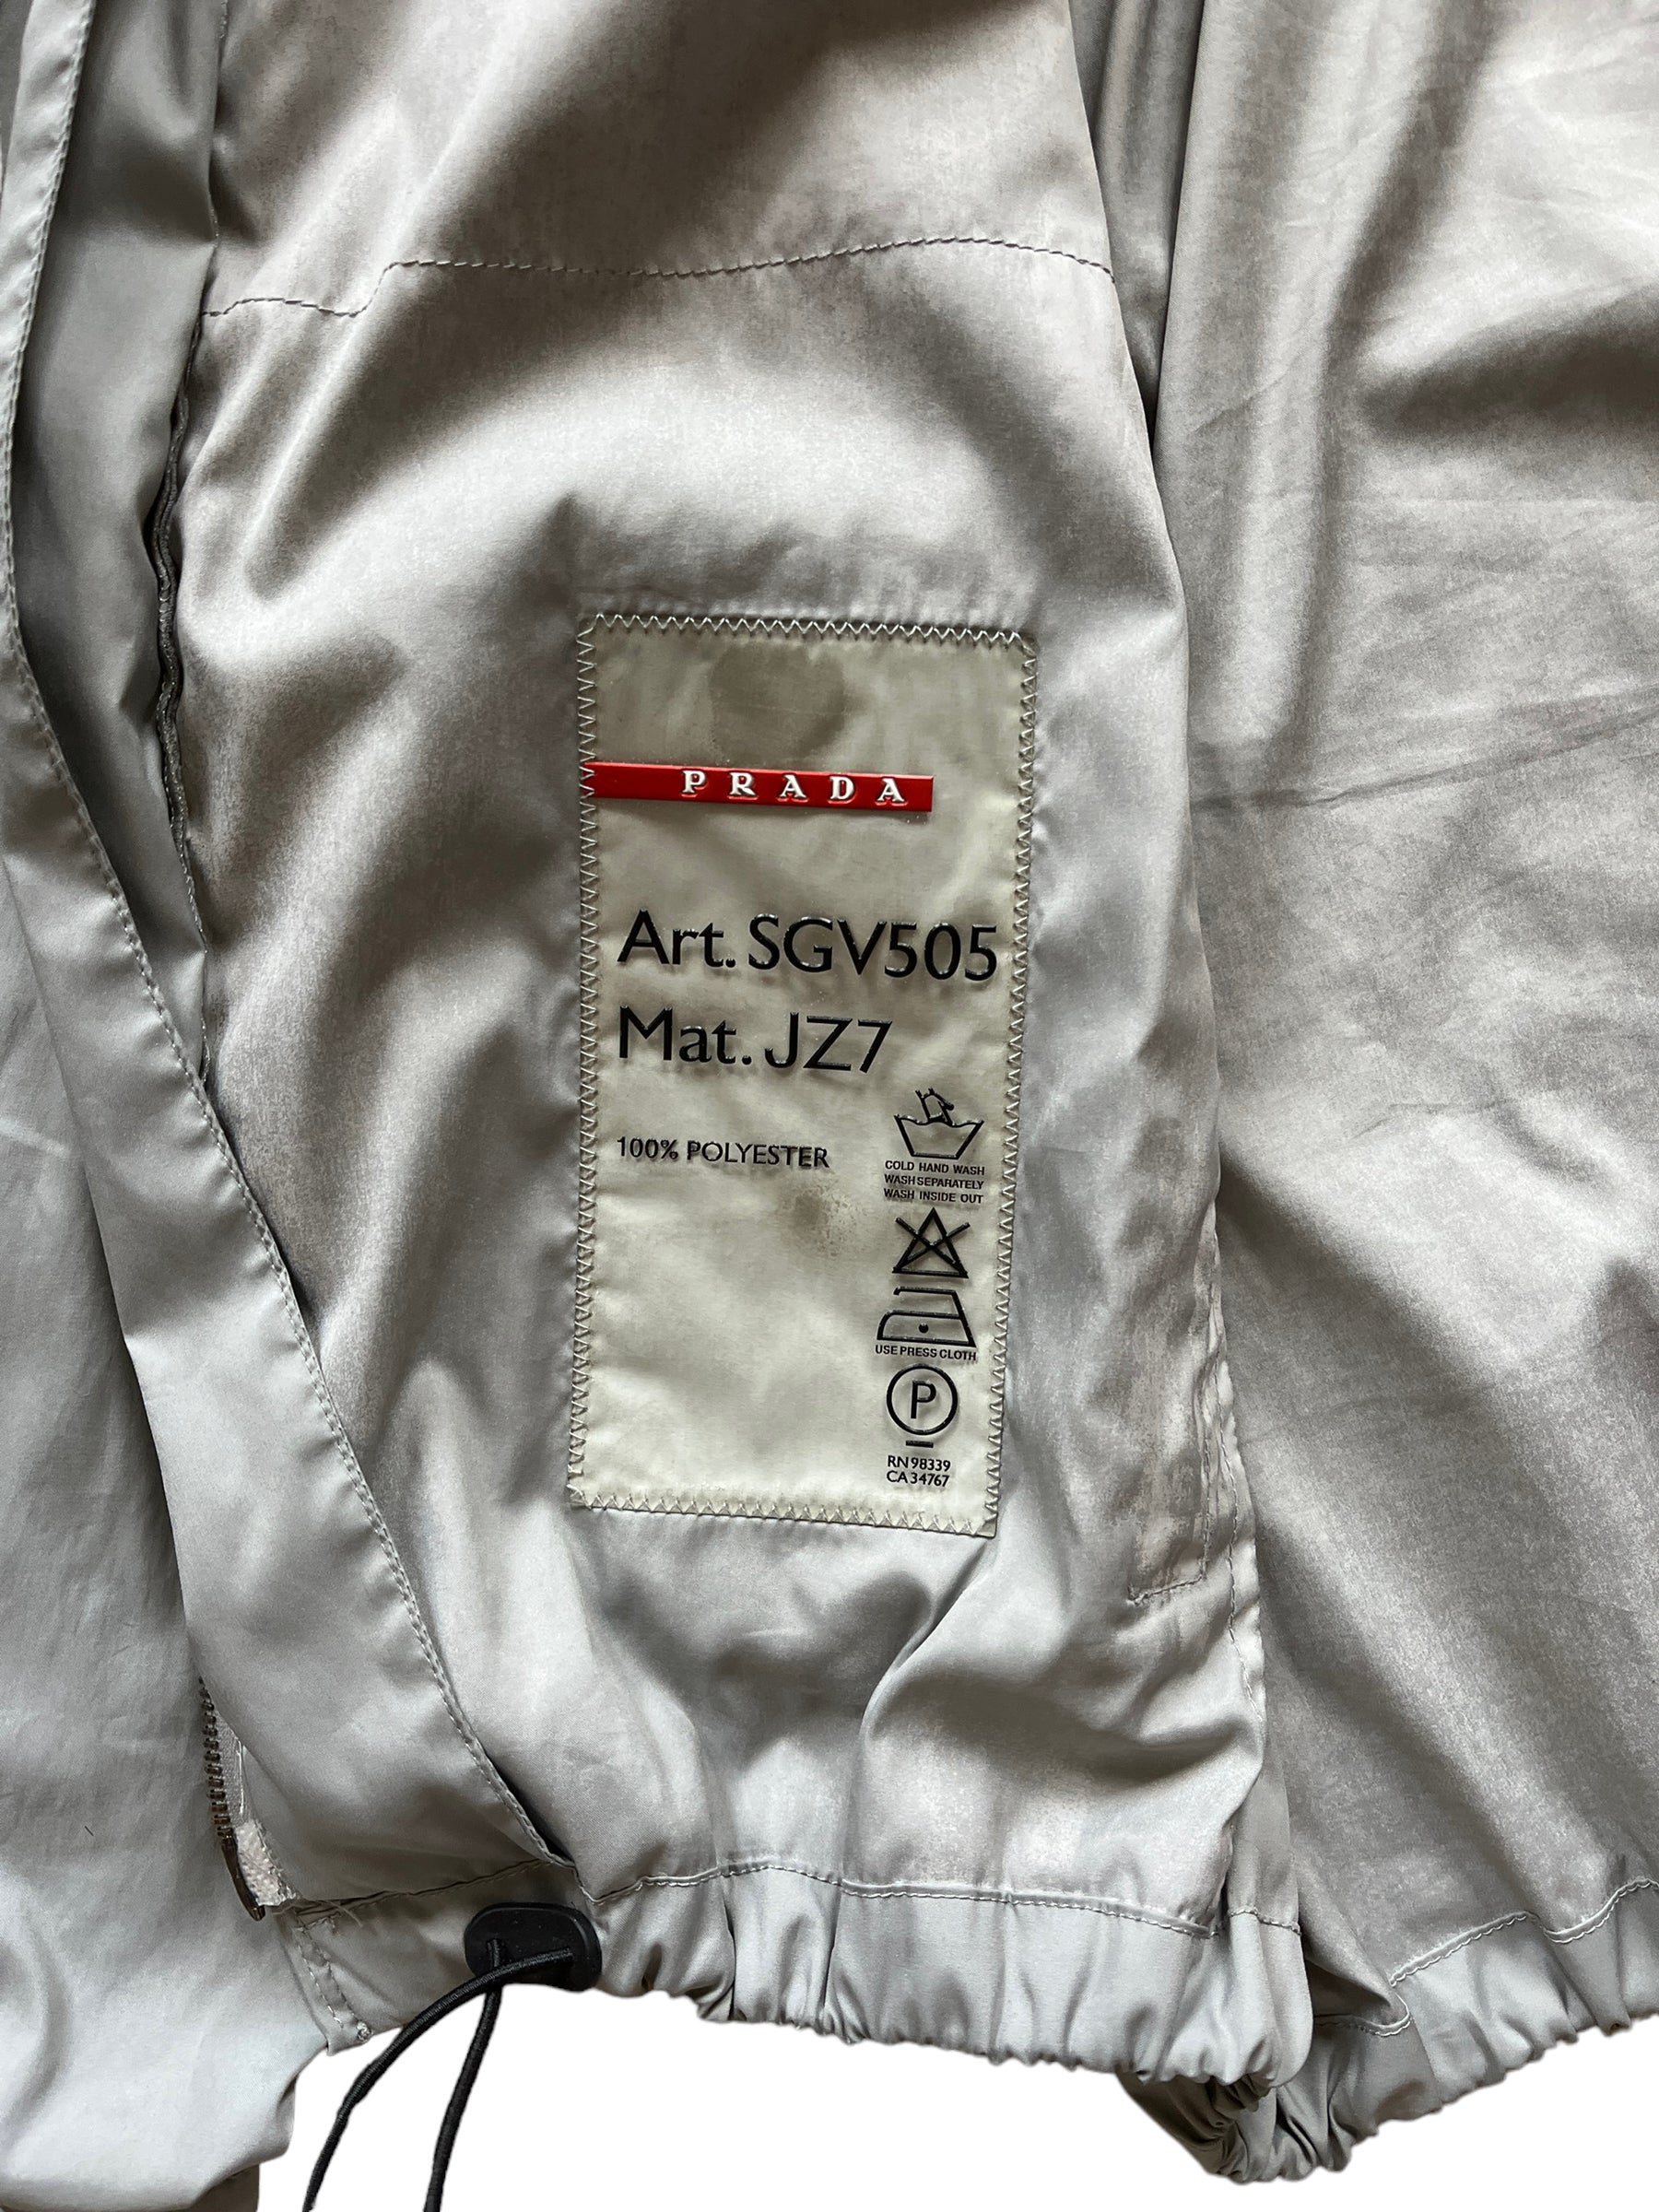 PRADA
Art. SGV505
Mat. JZ7
100% POLYESTER
COLD HAND WASH
WASH SEPARATELY
WASH INSIDE OUT
USE PRESS CLOTH
P
RN 98339
CA 34767